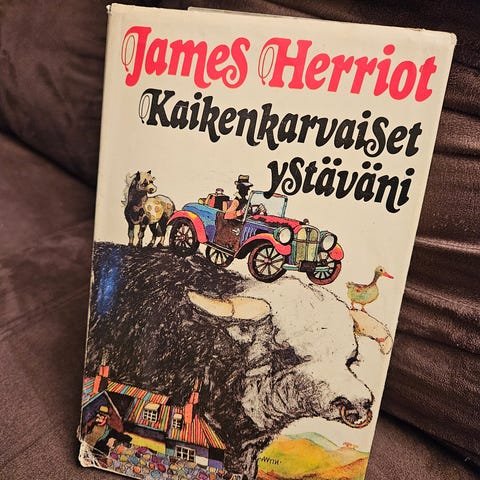 James Herriot
Kaikenkarvaiset
ystäväni